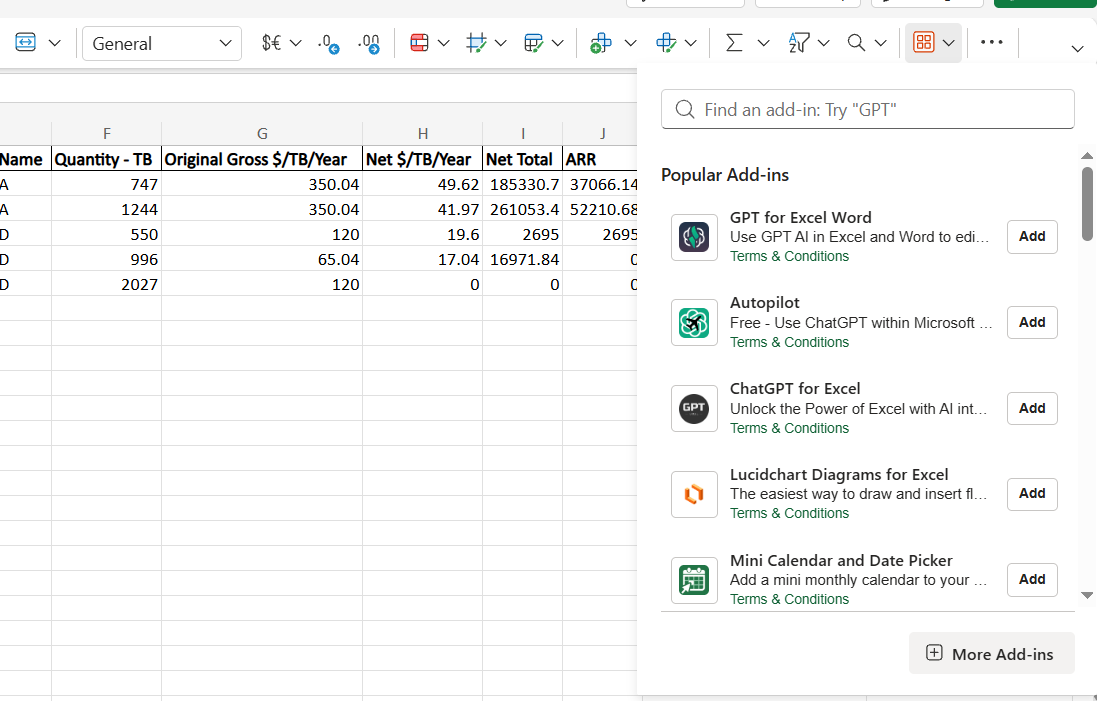 General
$€
.0
.00
Find an add-in: Try "GPT"
F G H I J
Name Quantity - TB Original Gross $/TB/Year Net $/TB/Year Net Total ARR
A 747 350.04 49.62 185330.7 37066.14
A 1244 350.04 41.97 261053.4 52210.68
D 550 120 19.6 2695 2695
D 996 65.04 17.04 16971.84 0
D 2027 120 0 0 0
Popular Add-ins
GPT for Excel Word
Use GPT AI in Excel and Word to edi...
Terms & Conditions
Add
Autopilot
Free - Use ChatGPT within Microsoft ...
Terms & Conditions
Add
GPT
ChatGPT for Excel
Unlock the Power of Excel with AI int...
Terms & Conditions
Add
Lucidchart Diagrams for Excel
The easiest way to draw and insert fl...
Terms & Conditions
Add
Mini Calendar and Date Picker
Add a mini monthly calendar to your ...
Terms & Conditions
Add
More Add-ins